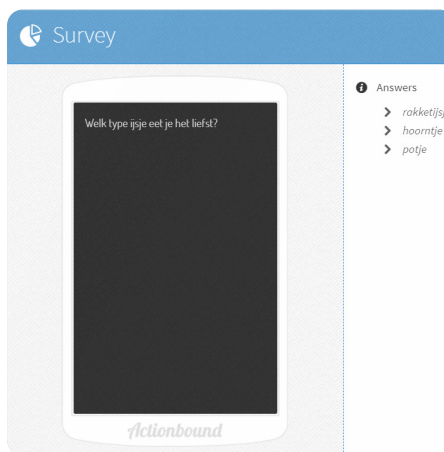 Survey
Welk type ijsje eet je het liefst?
Answers
hoorntje
potje
Actionbound